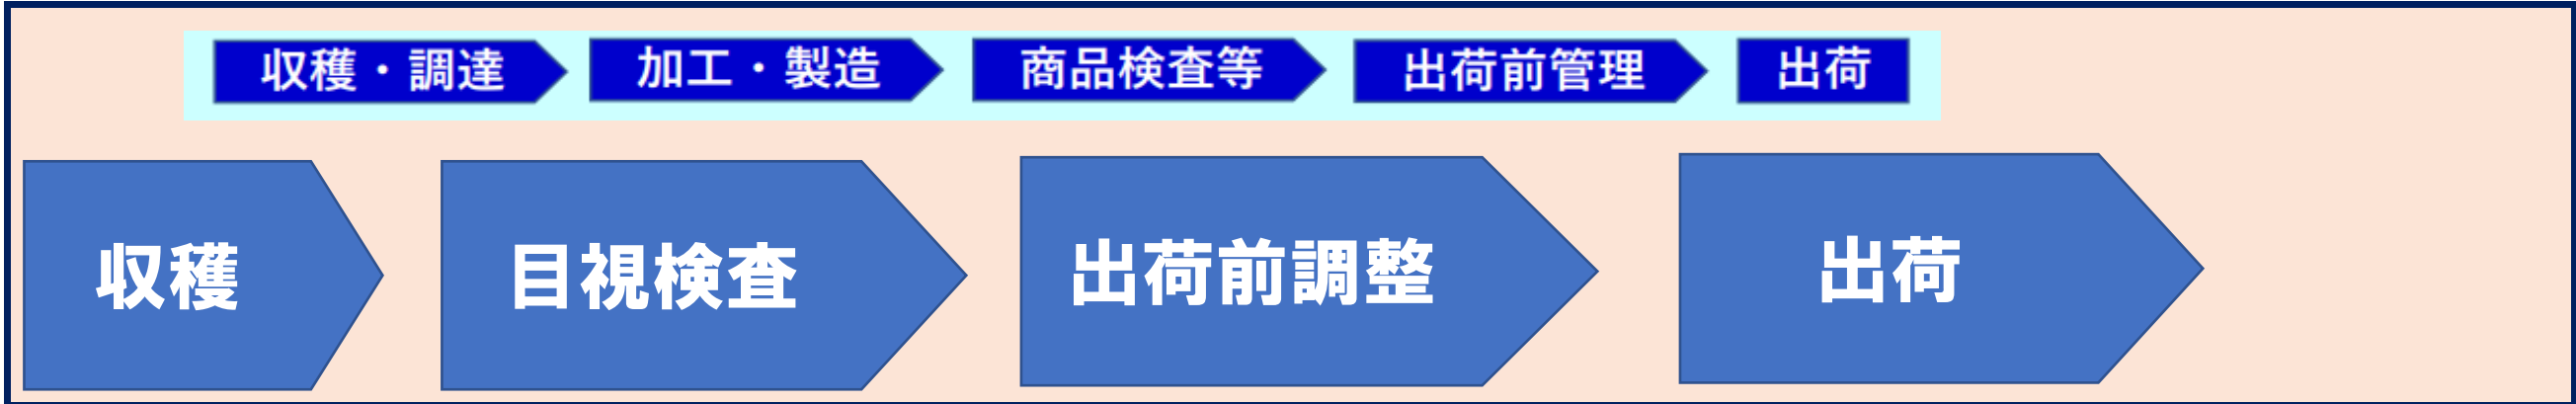 収穫・調達 加工・製造 商品検査等 出荷前管理 出荷
収穫 目視検査 出荷前調整 出荷